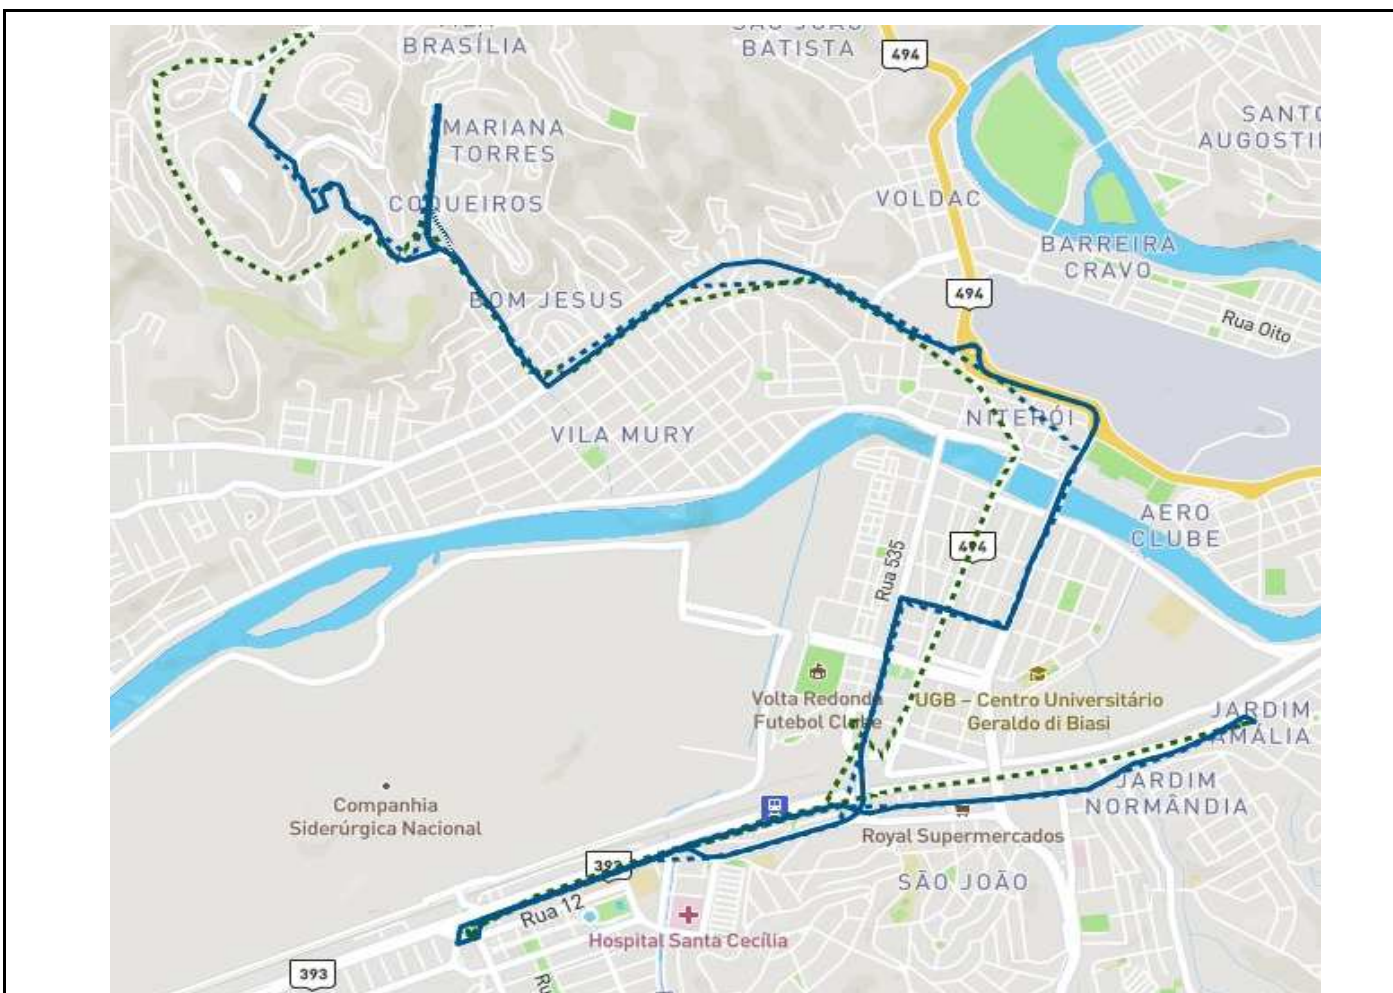 BRASÍLIA
SÃO JOÃO
BATISTA
494
MARIANA
TORRES
SANTO
AUGOSTI
COQUEIROS
VOLDAC
BARREIRA
CRAVO
BOM JESUS
494
Rua Oito
NITERÓI
VILA MURY
AERO
CLUBE
494
Rua 535
Volta Redonda
Futebol Clube
UGB – Centro Universitário
Geraldo di Biasi
JARDIM
AMÁLIA
JARDIM
NORMÂNDIA
Companhia
Siderúrgica Nacional
Royal Supermercados
393
SÃO JOÃO
Rua 12
Hospital Santa Cecília
393
Ru